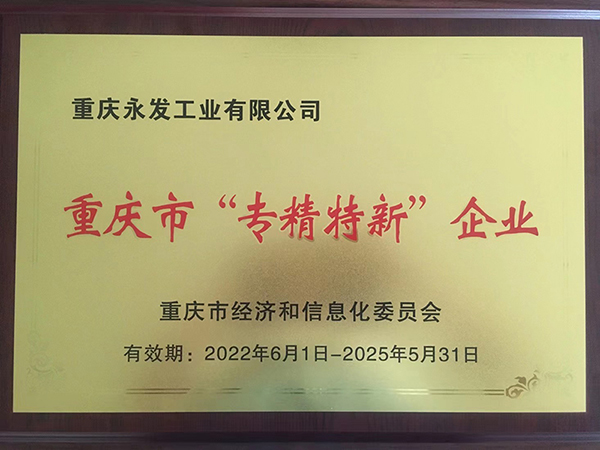 重庆永发工业有限公司
重庆市“专精特新”企业
重庆市经济和信息化委员会
有效期：2022年6月1日-2025年5月31日